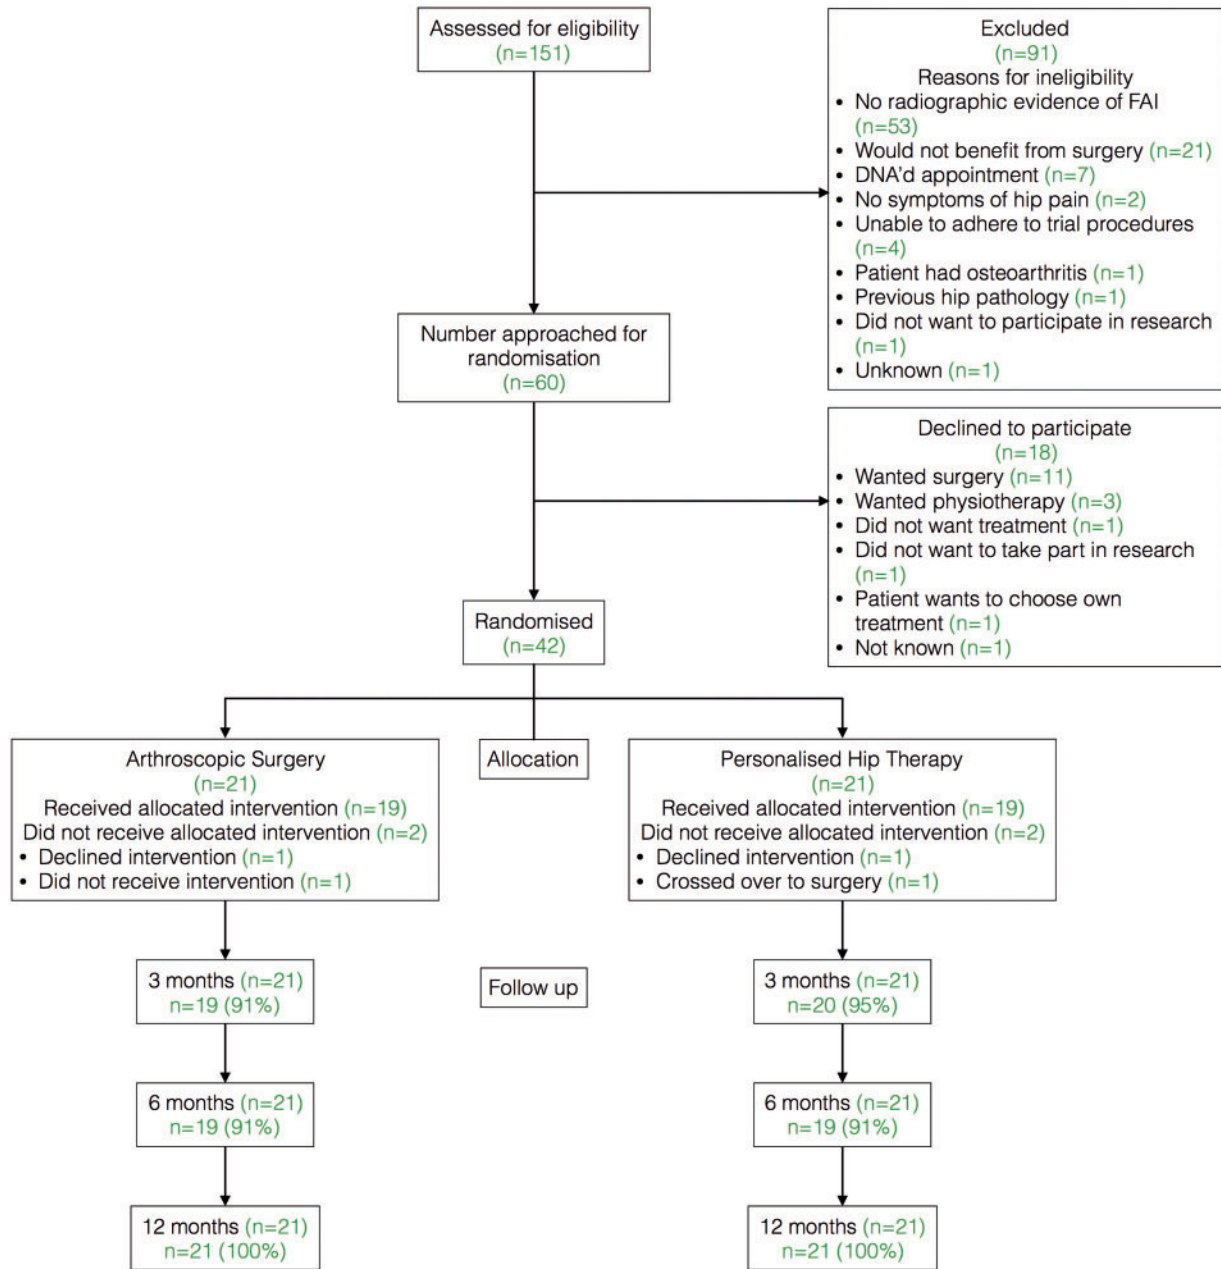 Assessed for eligibility
(n=151)
Excluded
(n=91)
Reasons for ineligibility
• No radiographic evidence of FAI
(n=53)
• Would not benefit from surgery (n=21)
• DNA'd appointment (n=7)
• No symptoms of hip pain (n=2)
• Unable to adhere to trial procedures
(n=4)
• Patient had osteoarthritis (n=1)
• Previous hip pathology (n=1)
• Did not want to participate in research
(n=1)
• Unknown (n=1)
Number approached for
randomisation
(n=60)
Declined to participate
(n=18)
• Wanted surgery (n=11)
• Wanted physiotherapy (n=3)
• Did not want treatment (n=1)
• Did not want to take part in research
(n=1)
• Patient wants to choose own
treatment (n=1)
• Not known (n=1)
Randomised
(n=42)
Arthroscopic Surgery
(n=21)
Received allocated intervention (n=19)
Did not receive allocated intervention (n=2)
• Declined intervention (n=1)
• Did not receive intervention (n=1)
Allocation
Personalised Hip Therapy
(n=21)
Received allocated intervention (n=19)
Did not receive allocated intervention (n=2)
• Declined intervention (n=1)
• Crossed over to surgery (n=1)
3 months (n=21)
n=19 (91%)
Follow up
3 months (n=21)
n=20 (95%)
6 months (n=21)
n=19 (91%)
6 months (n=21)
n=19 (91%)
12 months (n=21)
n=21 (100%)
12 months (n=21)
n=21 (100%)